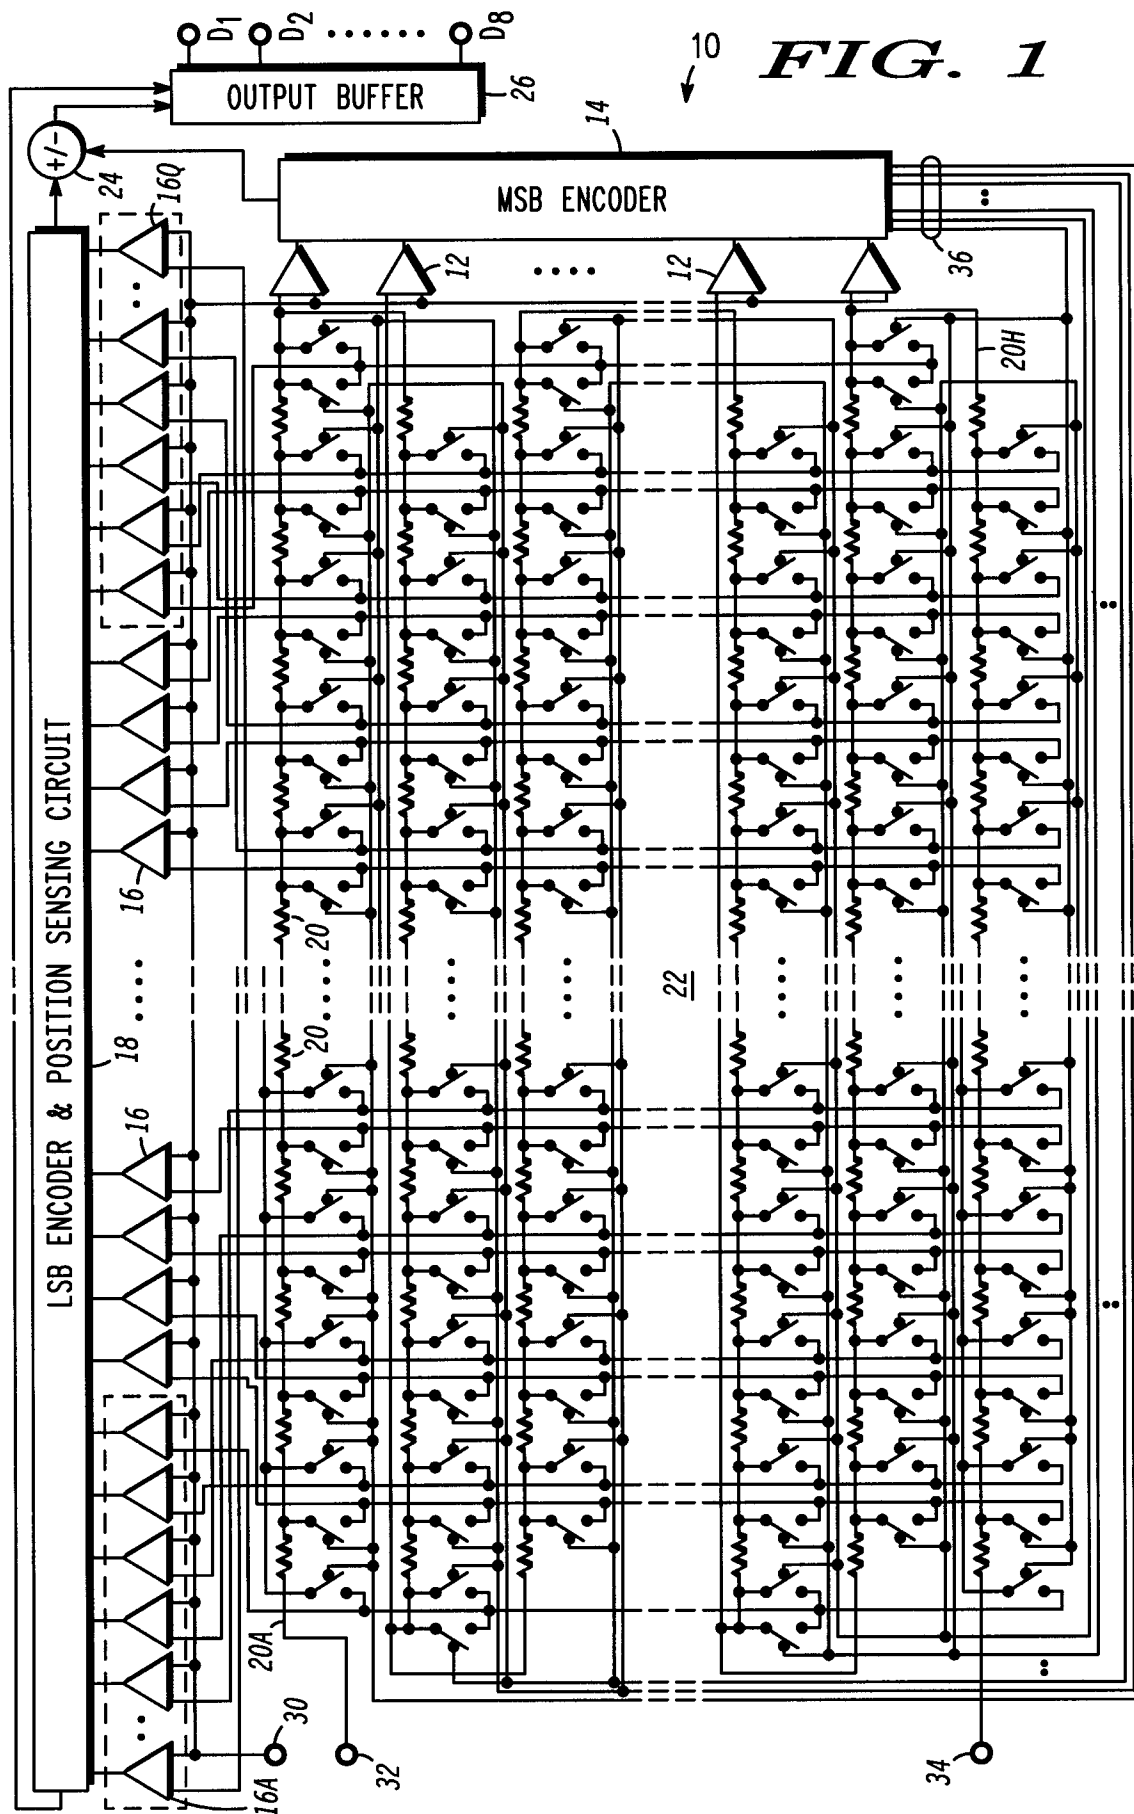 FIG. 1
10
D1
D2
D8
OUTPUT BUFFER
26
+/-
24
16Q
14
MSB ENCODER
36
12
12
20H
LSB ENCODER & POSITION SENSING CIRCUIT
18
16
16
20'
20
22
20A
16A
30
32
34